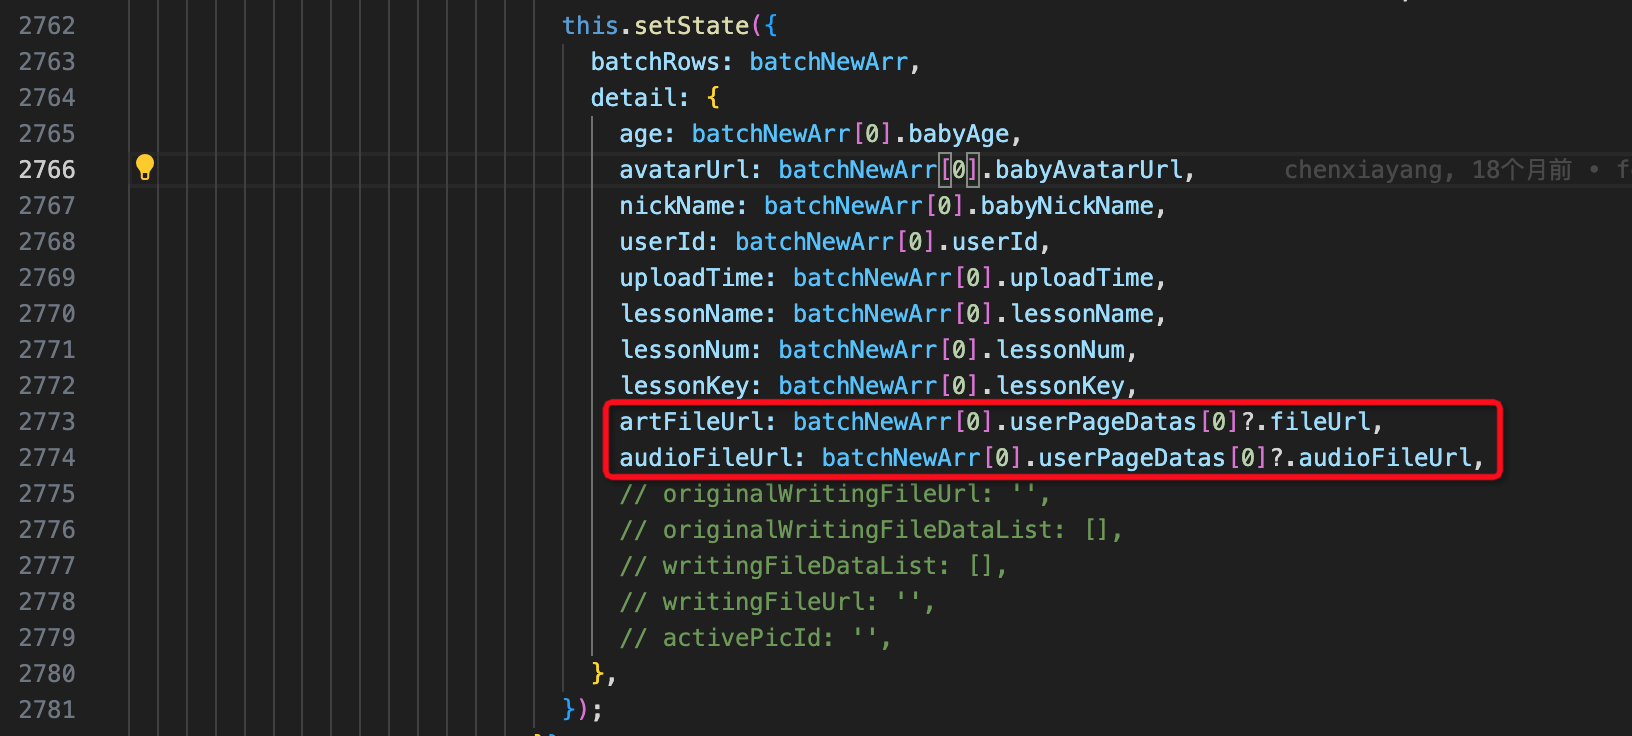 2762 this.setState({
2763 batchRows: batchNewArr,
2764 detail: {
2765 age: batchNewArr[0].babyAge,
2766 avatarUrl: batchNewArr[0].babyAvatarUrl, chenxiayang, 18个月前 •
2767 nickName: batchNewArr[0].babyNickName,
2768 userId: batchNewArr[0].userId,
2769 uploadTime: batchNewArr[0].uploadTime,
2770 lessonName: batchNewArr[0].lessonName,
2771 lessonNum: batchNewArr[0].lessonNum,
2772 lessonKey: batchNewArr[0].lessonKey,
2773 artFileUrl: batchNewArr[0].userPageDatas[0]?.fileUrl,
2774 audioFileUrl: batchNewArr[0].userPageDatas[0]?.audioFileUrl,
2775 // originalWritingFileUrl: '',
2776 // originalWritingFileDataList: [],
2777 // writingFileDataList: [],
2778 // writingFileUrl: '',
2779 // activePicId: '',
2780 },
2781 });